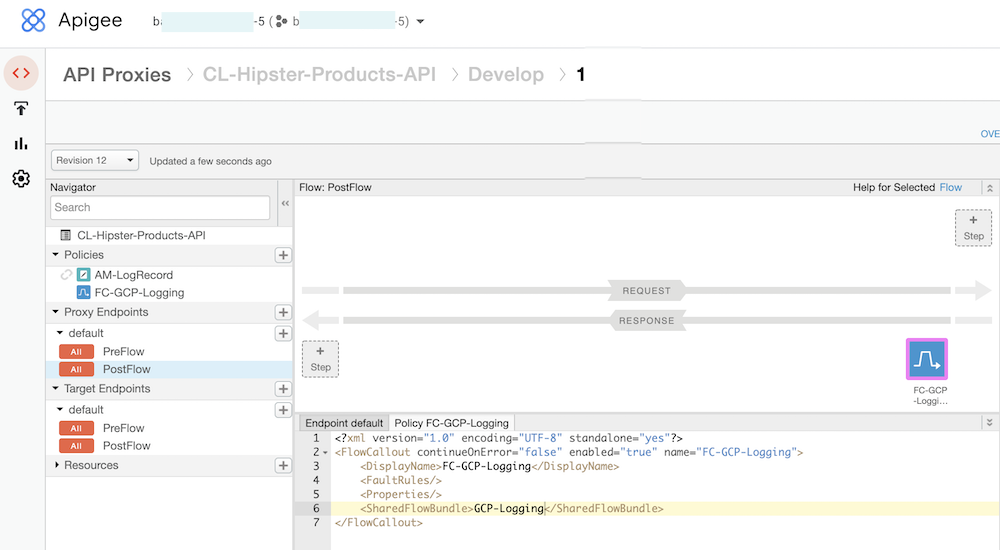 Apigee
ba -5 ( b -5)
API Proxies > CL-Hipster-Products-API > Develop > 1
OVE
Revision 12 Updated a few seconds ago
Navigator
Search
CL-Hipster-Products-API
Policies
AM-LogRecord
FC-GCP-Logging
Proxy Endpoints
default
All PreFlow
All PostFlow
Target Endpoints
default
All PreFlow
All PostFlow
Resources
Flow: PostFlow Help for Selected Flow
+
Step
REQUEST
RESPONSE
+
Step
FC-GCP
-Loggi...
Endpoint default Policy FC-GCP-Logging
1 <?xml version="1.0" encoding="UTF-8" standalone="yes"?>
2 <FlowCallout continueOnError="false" enabled="true" name="FC-GCP-Logging">
3 <DisplayName>FC-GCP-Logging</DisplayName>
4 <FaultRules/>
5 <Properties/>
6 <SharedFlowBundle>GCP-Logging</SharedFlowBundle>
7 </FlowCallout>